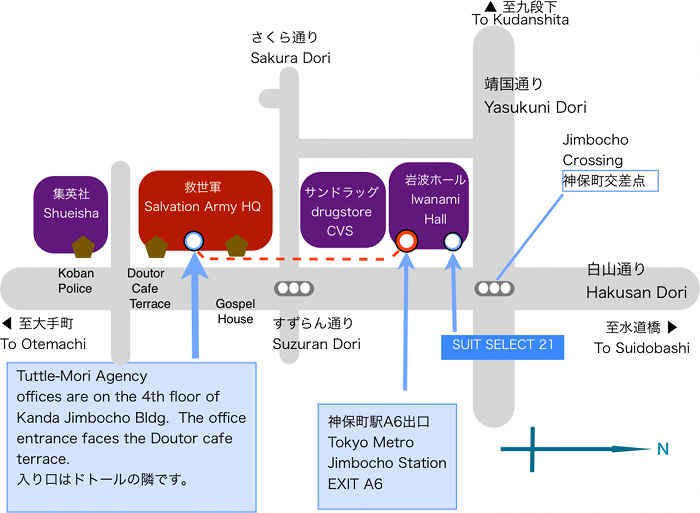 ▲ 至九段下
To Kudanshita
さくら通り
Sakura Dori
靖国通り
Yasukuni Dori
Jimbocho
Crossing
神保町交差点
集英社
Shueisha
救世軍
Salvation Army HQ
サンドラッグ
drugstore
CVS
岩波ホール
Iwanami
Hall
Koban
Police
Doutor
Cafe
Terrace
Gospel
House
白山通り
Hakusan Dori
◀ 至大手町
To Otemachi
すずらん通り
Suzuran Dori
至水道橋 ▶
To Suidobashi
SUIT SELECT 21
Tuttle-Mori Agency
offices are on the 4th floor of
Kanda Jimbocho Bldg. The office
entrance faces the Doutor cafe
terrace.
入り口はドトールの隣です。
神保町駅A6出口
Tokyo Metro
Jimbocho Station
EXIT A6
N